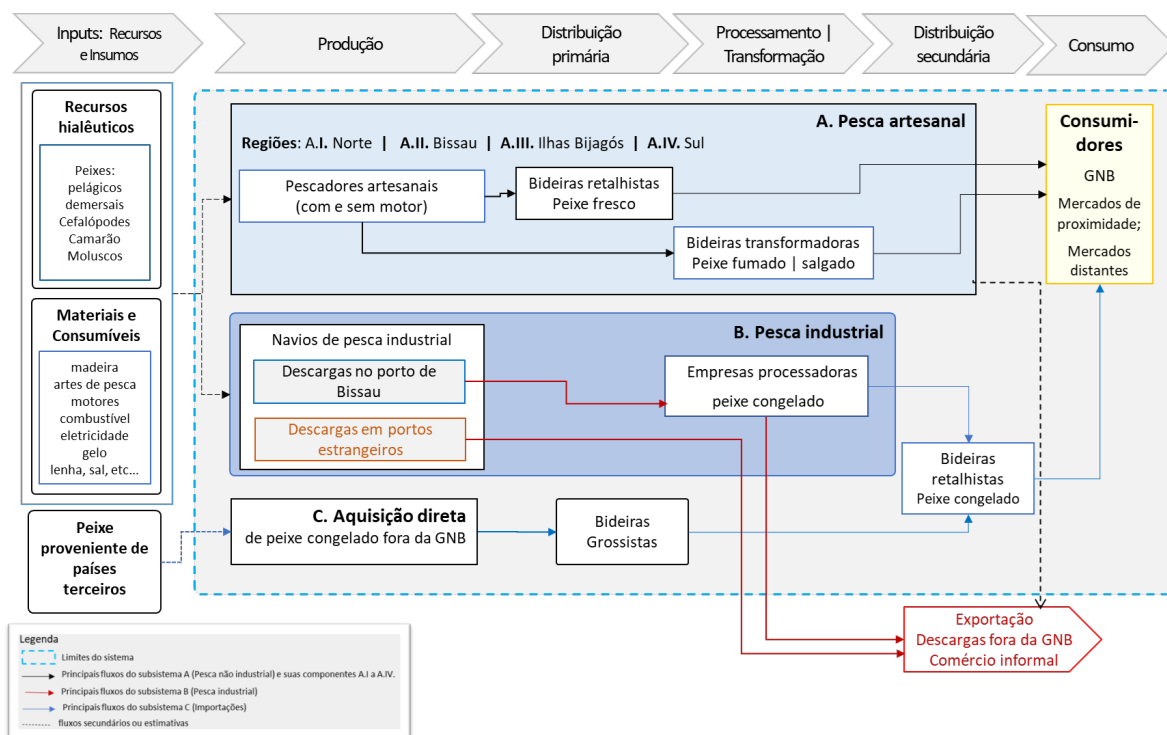 Inputs: Recursos
e Insumos
Produção
Distribuição
primária
Processamento |
Transformação
Distribuição
secundária
Consumo
Recursos
hialêuticos
Peixes:
pelágicos
demersais
Cefalópodes
Camarão
Moluscos
Materiais e
Consumíveis
madeira
artes de pesca
motores
combustível
eletricidade
gelo
lenha, sal, etc...
Peixe
proveniente de
países
terceiros
A. Pesca artesanal
Regiões: A.I. Norte | A.II. Bissau | A.III. Ilhas Bijagós | A.IV. Sul
Pescadores artesanais
(com e sem motor)
Bideiras retalhistas
Peixe fresco
Bideiras transformadoras
Peixe fumado | salgado
B. Pesca industrial
Navios de pesca industrial
Descargas no porto de
Bissau
Descargas em portos
estrangeiros
Empresas processadoras
peixe congelado
C. Aquisição direta
de peixe congelado fora da GNB
Bideiras
Grossistas
Bideiras
retalhistas
Peixe congelado
Consumi-
dores
GNB
Mercados de
proximidade;
Mercados
distantes
Exportação
Descargas fora da GNB
Comércio informal
Legenda
Limites do sistema
Principais fluxos do subsistema A (Pesca não industrial) e suas componentes A.I a A.IV.
Principais fluxos do subsistema B (Pesca industrial)
Principais fluxos do subsistema C (Importações)
fluxos secundários ou estimativas